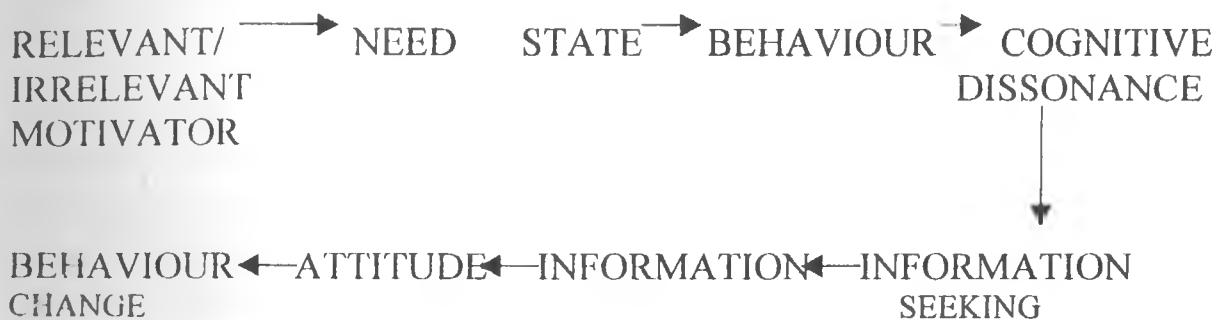 RELEVANT/ NEED STATE BEHAVIOUR COGNITIVE
IRRELEVANT DISSONANCE
MOTIVATOR
BEHAVIOUR ATTITUDE INFORMATION INFORMATION
CHANGE SEEKING